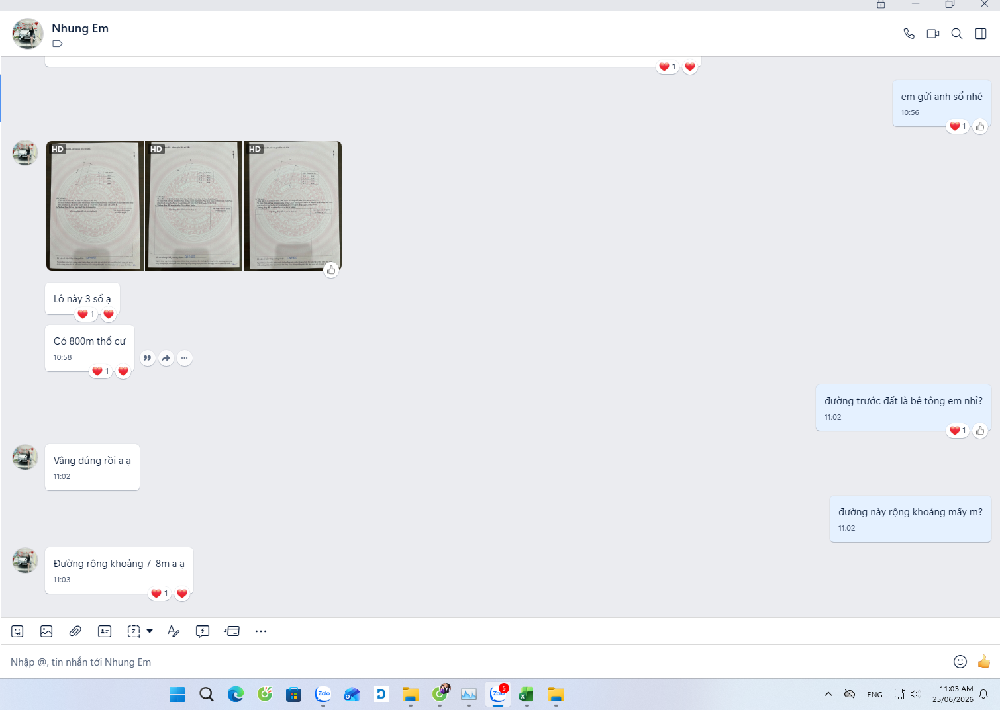 Nhung Em
1
em gửi anh sổ nhé
10:56
1
HD
HD
HD
Lô này 3 sổ ạ
1
Có 800m thổ cư
10:58
1
đường trước đất là bê tông em nhỉ?
11:02
1
Vâng đúng rồi a ạ
11:02
đường này rộng khoảng mấy m?
11:02
Đường rộng khoảng 7-8m a ạ
11:03
1
Nhập @, tin nhắn tới Nhung Em
Zalo
Zalo
5
ENG
11:03 AM
25/06/2026